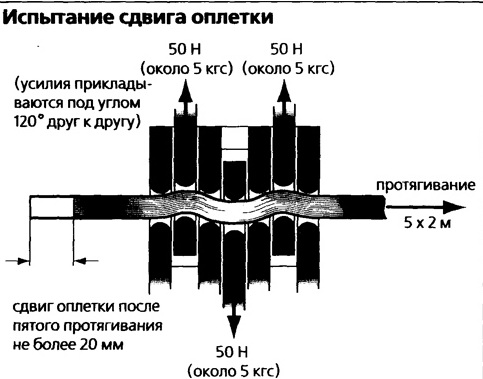 Испытание сдвига оплетки
50 Н
(около 5 кгс)
50 Н
(около 5 кгс)
(усилия приклады-
ваются под углом
120° друг к другу)
протягивание
5 x 2 м
сдвиг оплетки после
пятого протягивания
не более 20 мм
50 Н
(около 5 кгс)